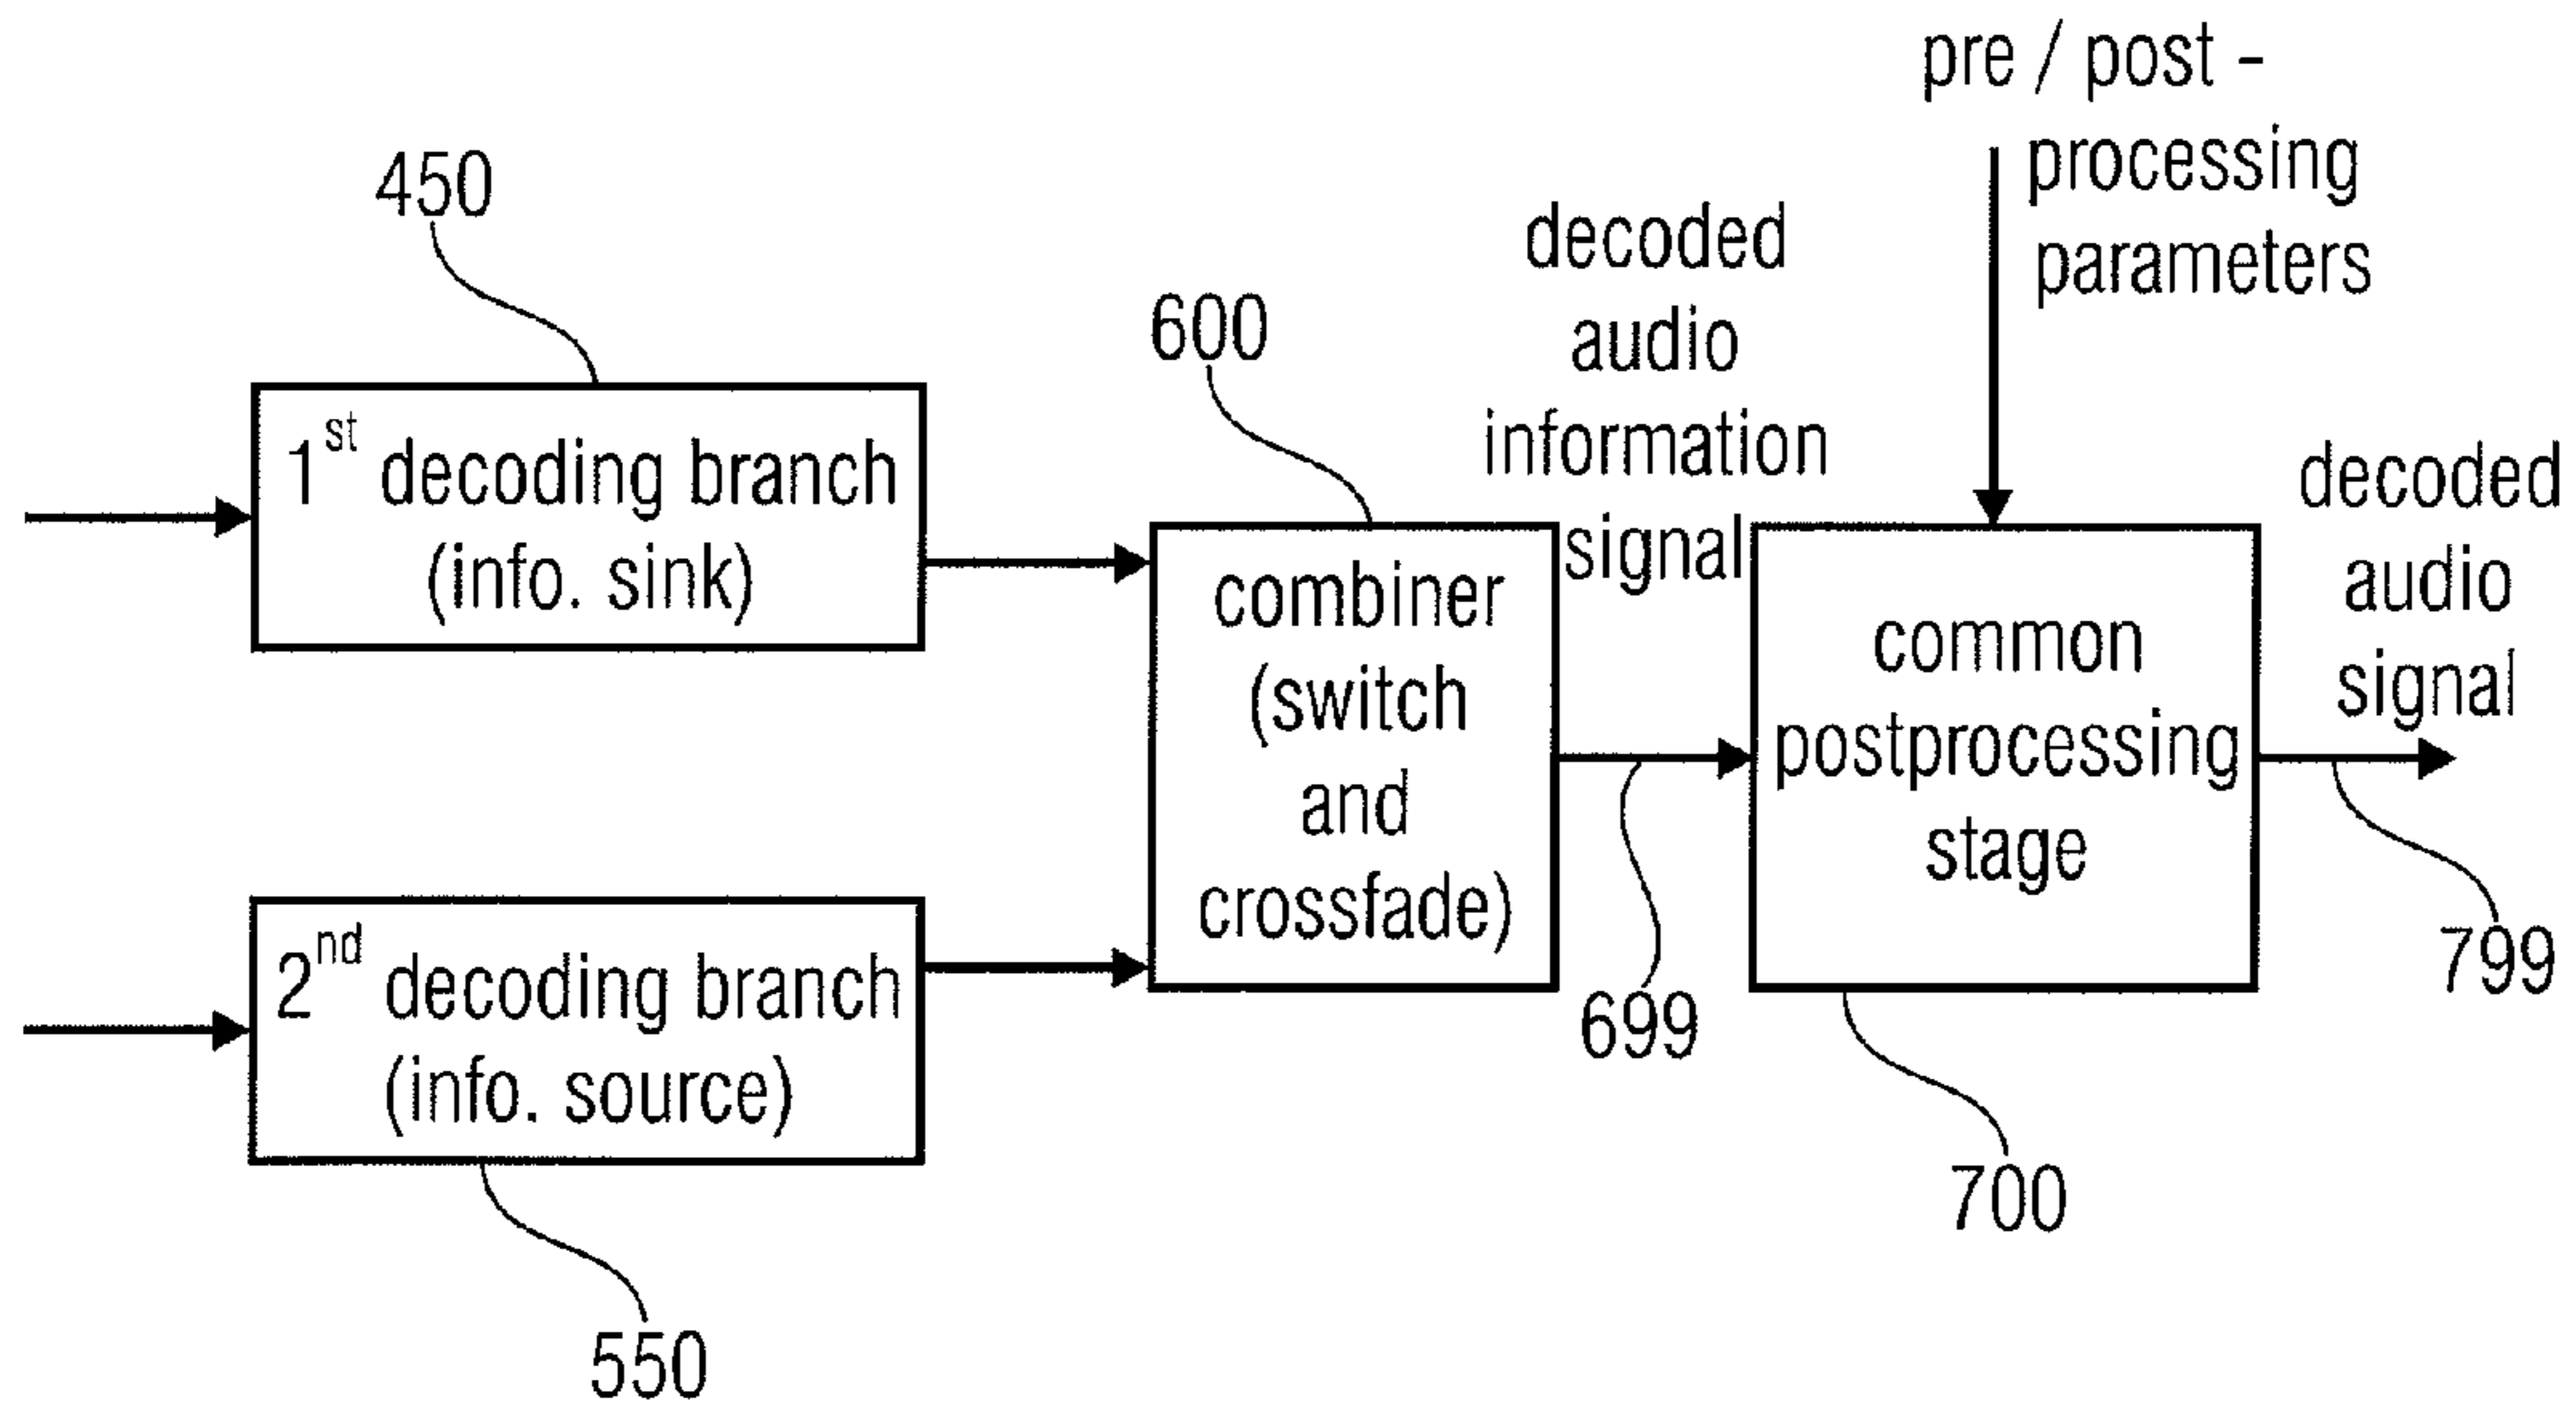 pre / post -
processing
parameters
450
decoded
audio
information
signal
600
1st decoding branch
(info. sink)
combiner
(switch
and
crossfade)
common
postprocessing
stage
decoded
audio
signal
2nd decoding branch
(info. source)
699
799
700
550